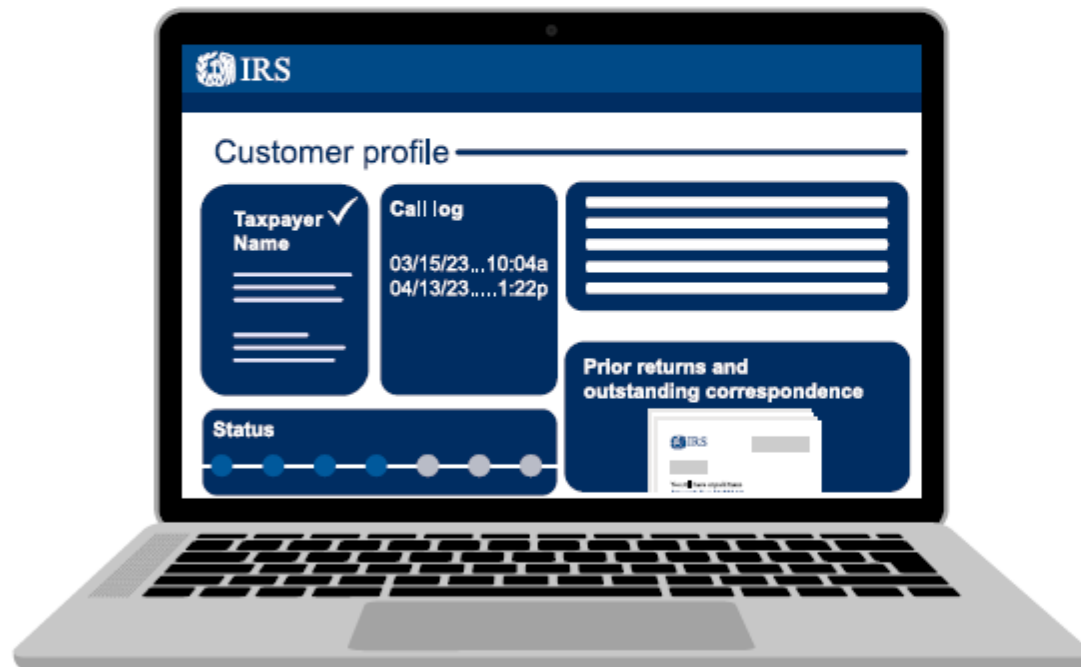 IRS
Customer profile
Taxpayer
Name
Call log
03/15/23...10:04a
04/13/23.....1:22p
Prior returns and
outstanding correspondence
Status
IRS